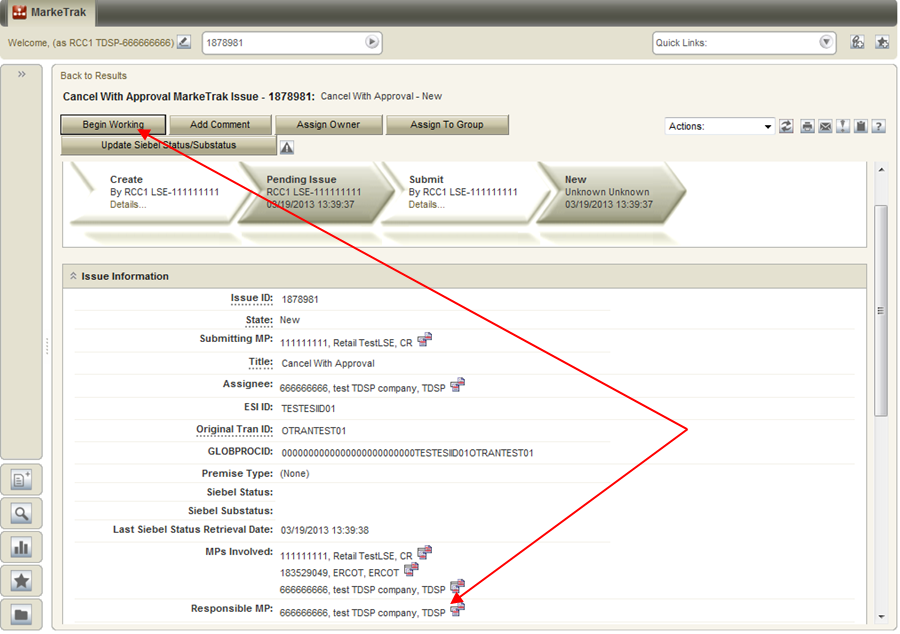 MarkeTrak
Welcome, (as RCC1 TDSP-666666666)
1878981
Quick Links:
Back to Results
Cancel With Approval MarkeTrak Issue - 1878981: Cancel With Approval - New
Begin Working Add Comment Assign Owner Assign To Group
Actions:
Update Siebel Status/Substatus
Create
By RCC1 LSE-111111111
Details...
Pending Issue
RCC1 LSE-111111111
03/19/2013 13:39:37
Submit
By RCC1 LSE-111111111
Details...
New
Unknown Unknown
03/19/2013 13:39:37
Issue Information
Issue ID: 1878981
State: New
Submitting MP: 111111111, Retail TestLSE, CR
Title: Cancel With Approval
Assignee: 666666666, test TDSP company, TDSP
ESI ID: TESTESIID01
Original Tran ID: OTRANTEST01
GLOBPROCID: 0000000000000000000000000TESTESIID01OTRANTEST01
Premise Type: (None)
Siebel Status:
Siebel Substatus:
Last Siebel Status Retrieval Date: 03/19/2013 13:39:38
MPs Involved: 111111111, Retail TestLSE, CR
183529049, ERCOT, ERCOT
666666666, test TDSP company, TDSP
Responsible MP: 666666666, test TDSP company, TDSP